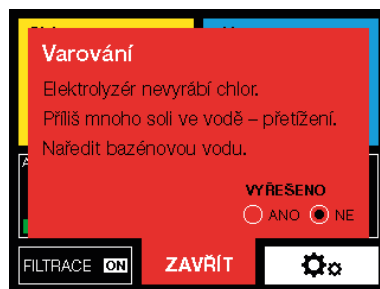 Varování
Elektrolyzér nevyrábí chlor.
Příliš mnoho soli ve vodě – přetížení.
Naředit bazénovou vodu.
VYŘEŠENO
ANO NE
FILTRACE ON ZAVŘÍT